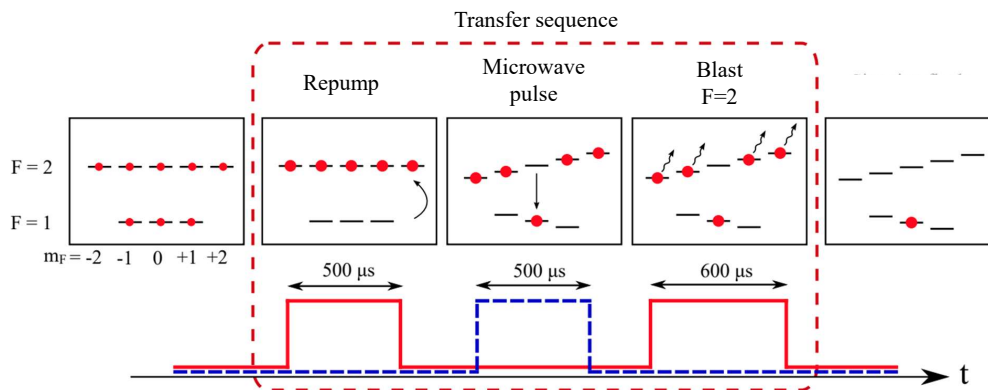 Transfer sequence
Repump
Microwave
pulse
Blast
F=2
F = 2
F = 1
m_F = -2 -1 0 +1 +2
500 μs
500 μs
600 μs
t